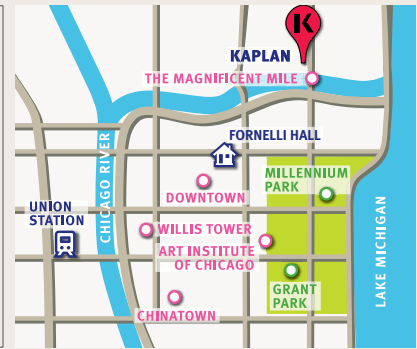 K
KAPLAN
THE MAGNIFICENT MILE
FORNELLI HALL
CHICAGO RIVER
MILLENNIUM
PARK
DOWNTOWN
UNION
STATION
WILLIS TOWER
ART INSTITUTE
OF CHICAGO
LAKE MICHIGAN
GRANT
PARK
CHINATOWN